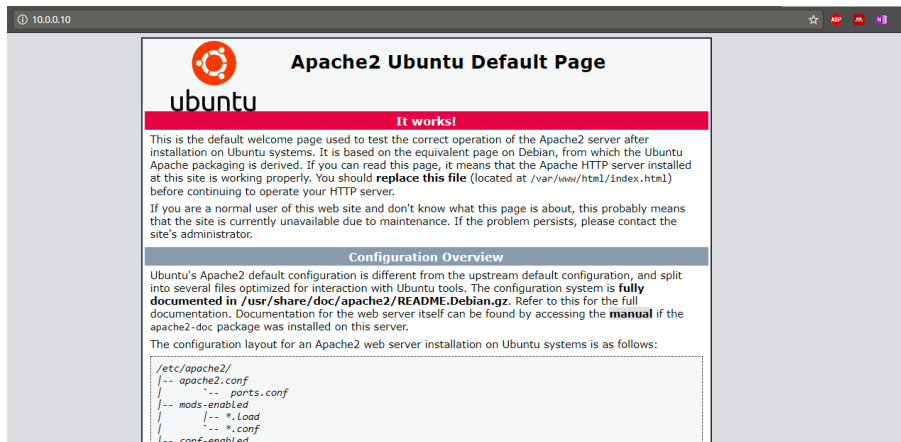 10.0.0.10
ABP
Apache2 Ubuntu Default Page
ubuntu
It works!
This is the default welcome page used to test the correct operation of the Apache2 server after
installation on Ubuntu systems. It is based on the equivalent page on Debian, from which the Ubuntu
Apache packaging is derived. If you can read this page, it means that the Apache HTTP server installed
at this site is working properly. You should replace this file (located at /var/www/html/index.html)
before continuing to operate your HTTP server.
If you are a normal user of this web site and don't know what this page is about, this probably means
that the site is currently unavailable due to maintenance. If the problem persists, please contact the
site's administrator.
Configuration Overview
Ubuntu's Apache2 default configuration is different from the upstream default configuration, and split
into several files optimized for interaction with Ubuntu tools. The configuration system is fully
documented in /usr/share/doc/apache2/README.Debian.gz. Refer to this for the full
documentation. Documentation for the web server itself can be found by accessing the manual if the
apache2-doc package was installed on this server.
The configuration layout for an Apache2 web server installation on Ubuntu systems is as follows:
/etc/apache2/
|-- apache2.conf
|       `--  ports.conf
|-- mods-enabled
|       |-- *.load
|       `-- *.conf
|-- conf-enabled